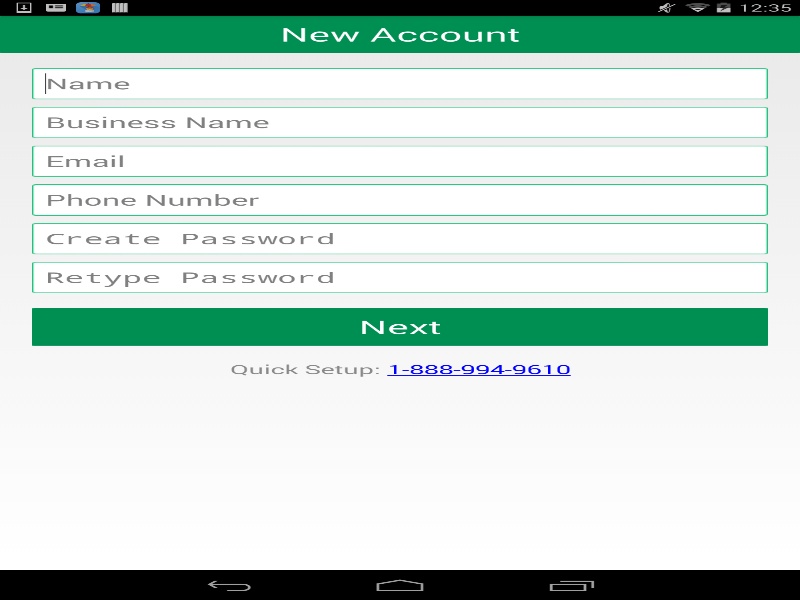 12:35
New Account
Name
Business Name
Email
Phone Number
Create Password
Retype Password
Next
Quick Setup: 1-888-994-9610